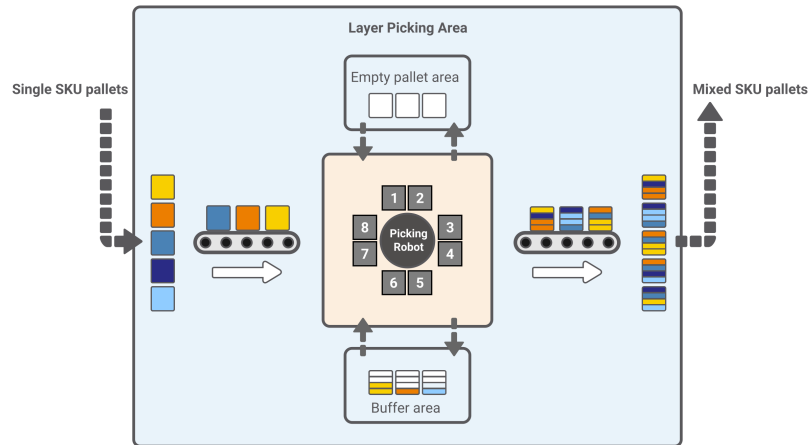 Layer Picking Area
Single SKU pallets
Empty pallet area
Mixed SKU pallets
1 2
8 3
Picking
Robot
7 4
6 5
Buffer area